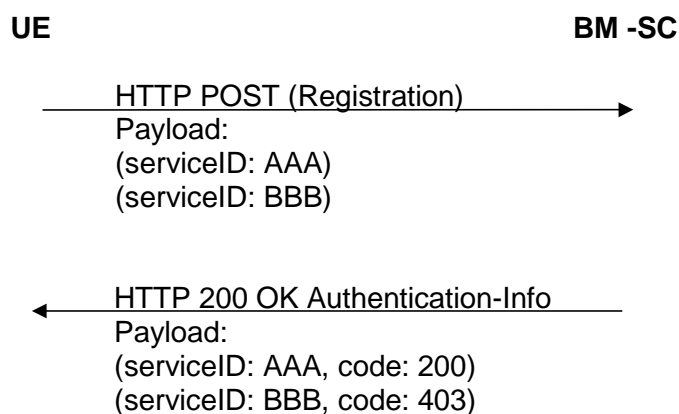 UE BM -SC
HTTP POST (Registration)
Payload:
(serviceID: AAA)
(serviceID: BBB)
HTTP 200 OK Authentication-Info
Payload:
(serviceID: AAA, code: 200)
(serviceID: BBB, code: 403)